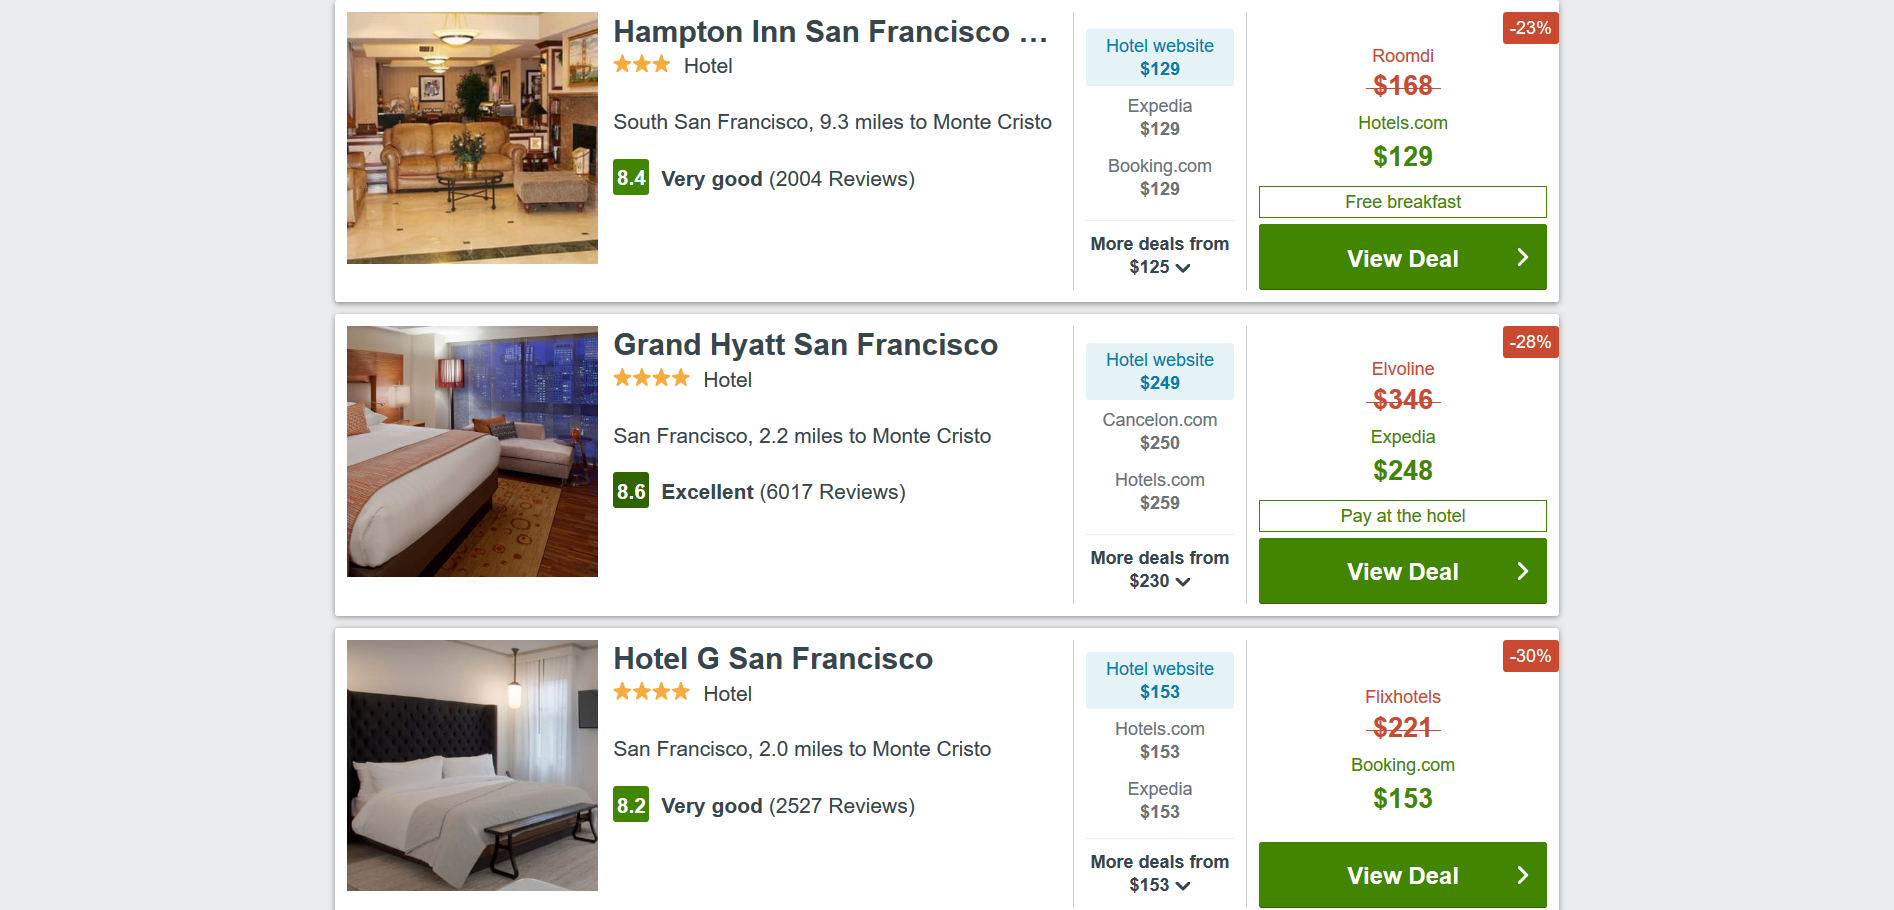 Hampton Inn San Francisco ...
Hotel
South San Francisco, 9.3 miles to Monte Cristo
8.4 Very good (2004 Reviews)
Hotel website
$129
Expedia
$129
Booking.com
$129
More deals from
$125
-23%
Roomdi
$168
Hotels.com
$129
Free breakfast
View Deal
Grand Hyatt San Francisco
Hotel
San Francisco, 2.2 miles to Monte Cristo
8.6 Excellent (6017 Reviews)
Hotel website
$249
Cancelon.com
$250
Hotels.com
$259
More deals from
$230
-28%
Elvoline
$346
Expedia
$248
Pay at the hotel
View Deal
Hotel G San Francisco
Hotel
San Francisco, 2.0 miles to Monte Cristo
8.2 Very good (2527 Reviews)
Hotel website
$153
Hotels.com
$153
Expedia
$153
More deals from
$153
-30%
Flixhotels
$221
Booking.com
$153
View Deal